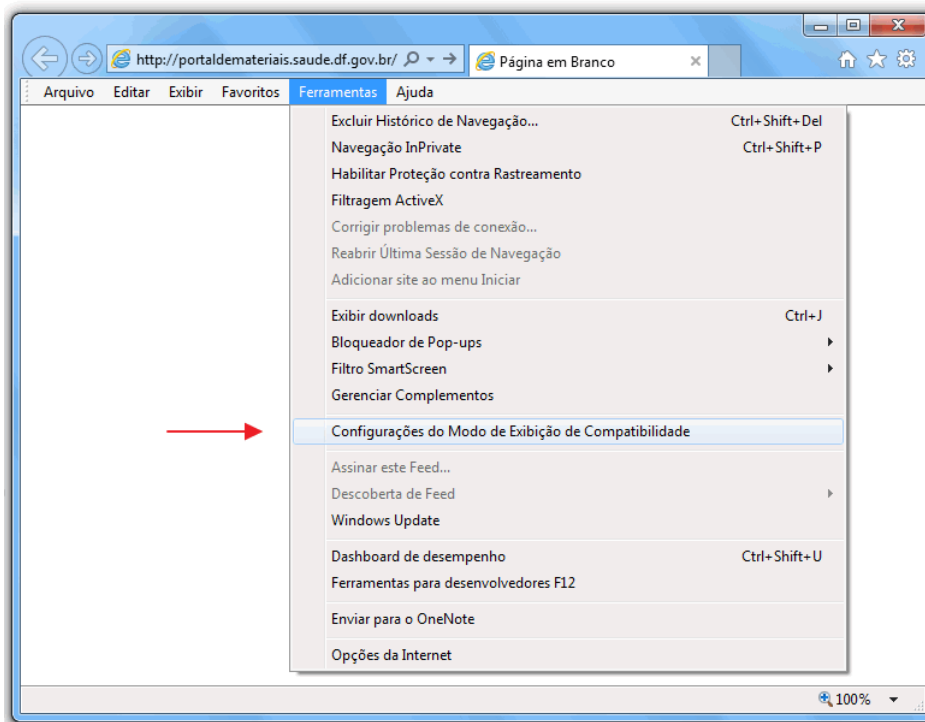 http://portaldemateriais.saude.df.gov.br/
Página em Branco
Arquivo Editar Exibir Favoritos Ferramentas Ajuda
Excluir Histórico de Navegação... Ctrl+Shift+Del
Navegação InPrivate Ctrl+Shift+P
Habilitar Proteção contra Rastreamento
Filtragem ActiveX
Corrigir problemas de conexão...
Reabrir Última Sessão de Navegação
Adicionar site ao menu Iniciar
Exibir downloads Ctrl+J
Bloqueador de Pop-ups
Filtro SmartScreen
Gerenciar Complementos
Configurações do Modo de Exibição de Compatibilidade
Assinar este Feed...
Descoberta de Feed
Windows Update
Dashboard de desempenho Ctrl+Shift+U
Ferramentas para desenvolvedores F12
Enviar para o OneNote
Opções da Internet
100%